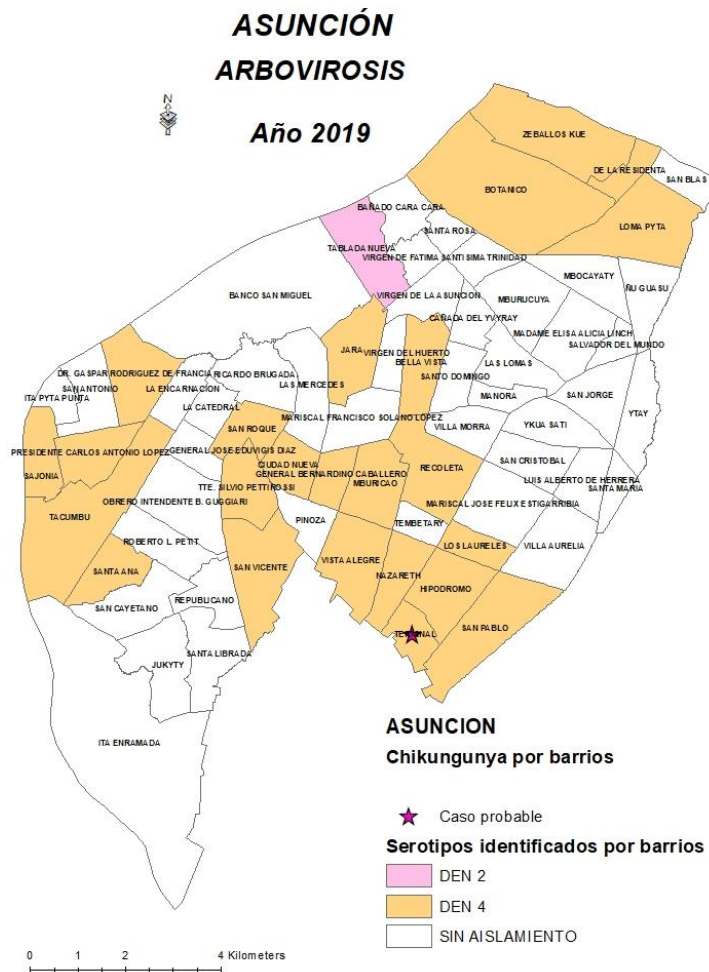 ASUNCIÓN
ARBOVIROSIS
Año 2019
N
ZEBALLOS KUE
DE LA RESIDENTA
SAN BLAS
BOTANICO
BAÑADO CARA CARA
LOMA PYTA
SANTA ROSA
TABLADA NUEVA
VIRGEN DE FATIMA
SANTISIMA TRINIDAD
MBOCAYATY
ÑU GUASU
BANCO SAN MIGUEL
VIRGEN DE LA ASUNCION
MBURUCUYA
CAÑADA DEL YVYRAY
MADAME ELISA ALICIA LINCH
SALVADOR DEL MUNDO
JARA
VIRGEN DEL HUERTO
BELLA VISTA
LAS LOMAS
DR. GASPAR RODRIGUEZ DE FRANCIA
RICARDO BRUGADA
SANTO DOMINGO
SAN ANTONIO
LA ENCARNACION
LAS MERCEDES
MANORA
SAN JORGE
ITA PYTA PUNTA
LA CATEDRAL
MARISCAL FRANCISCO SOLANO LOPEZ
YTAY
SAN ROQUE
VILLA MORRA
YKUA SATI
PRESIDENTE CARLOS ANTONIO LOPEZ
GENERAL JOSE EDUVIGIS DIAZ
SAN CRISTOBAL
CIUDAD NUEVA
RECOLETA
SAJONIA
GENERAL BERNARDINO CABALLERO
LUIS ALBERTO DE HERRERA
MBURICAO
TTE. SILVIO PETTIROSSI
SANTA MARIA
OBRERO INTENDENTE B. GUGGIARI
MARISCAL JOSE FELIX ESTIGARRIBIA
TACUMBU
PINOZA
TEMBETARY
ROBERTO L. PETIT
LOS LAURELES
VILLA AURELIA
VISTA ALEGRE
SANTA ANA
SAN VICENTE
NAZARETH
HIPODROMO
REPUBLICANO
SAN CAYETANO
SAN PABLO
TERMINAL
SANTA LIBRADA
JUKYTY
ITA ENRAMADA
ASUNCION
Chikungunya por barrios
Caso probable
Serotipos identificados por barrios
DEN 2
DEN 4
SIN AISLAMIENTO
0 1 2 4 Kilometers